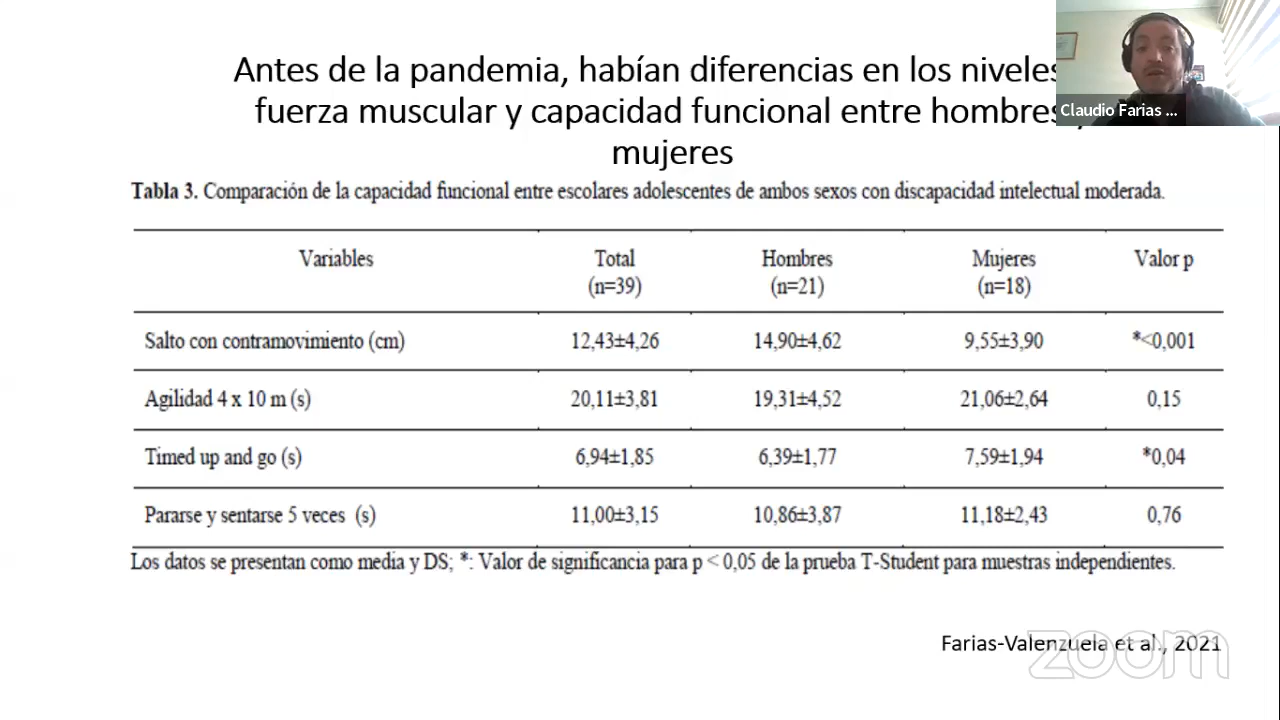 Antes de la pandemia, habían diferencias en los niveles
fuerza muscular y capacidad funcional entre hombres
mujeres
Claudio Farias ...
Tabla 3. Comparación de la capacidad funcional entre escolares adolescentes de ambos sexos con discapacidad intelectual moderada.
Variables Total Hombres Mujeres Valor p
(n=39) (n=21) (n=18)
Salto con contramovimiento (cm) 12,43±4,26 14,90±4,62 9,55±3,90 *<0,001
Agilidad 4 x 10 m (s) 20,11±3,81 19,31±4,52 21,06±2,64 0,15
Timed up and go (s) 6,94±1,85 6,39±1,77 7,59±1,94 *0,04
Pararse y sentarse 5 veces (s) 11,00±3,15 10,86±3,87 11,18±2,43 0,76
Los datos se presentan como media y DS; *: Valor de significancia para p < 0,05 de la prueba T-Student para muestras independientes.
Farias-Valenzuela et al., 2021
zoom